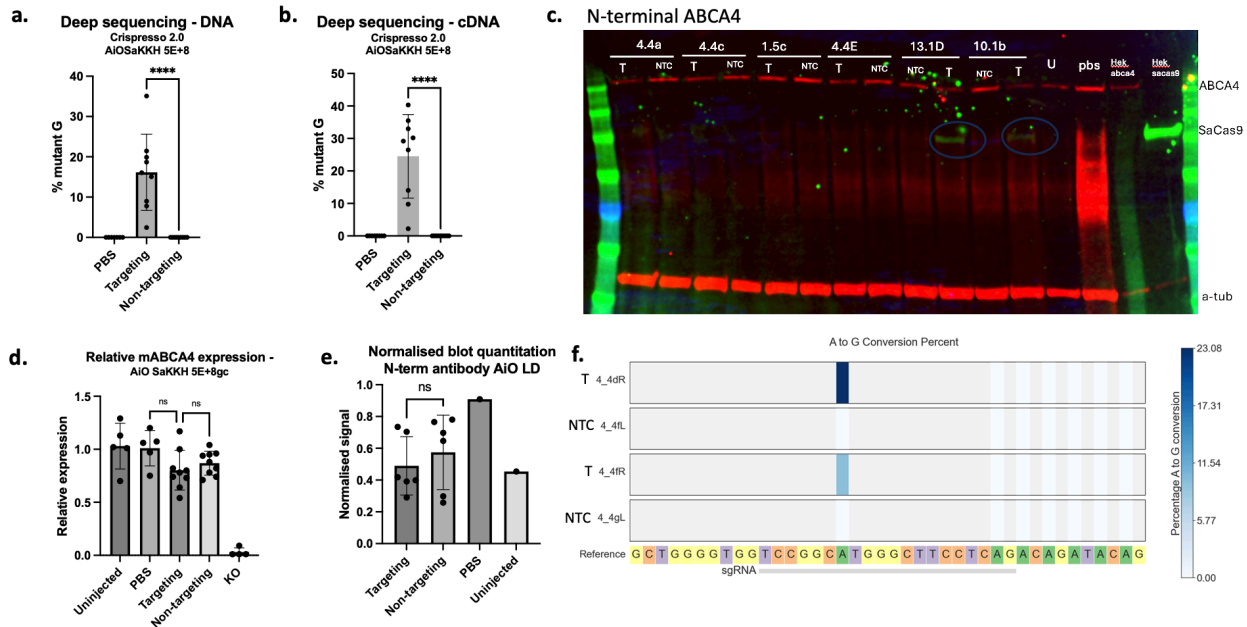 a.
Deep sequencing - DNA
Crispresso 2.0
AiOSaKKH 5E+8
****
% mutant G
40
30
20
10
0
PBS
Targeting
Non-targeting
b.
Deep sequencing - cDNA
Crispresso 2.0
AiOSaKKH 5E+8
****
% mutant G
50
40
30
20
10
0
PBS
Targeting
Non-targeting
c. N-terminal ABCA4
4.4a 4.4c 1.5c 4.4E 13.1D 10.1b
T NTC T NTC T NTC T NTC NTC T NTC T U pbs
Hek abca4
Hek sacas9
ABCA4
SaCas9
a-tub
d.
Relative mABCA4 expression -
AiO SaKKH 5E+8gc
ns ns
Relative expression
1.5
1.0
0.5
0.0
Uninjected
PBS
Targeting
Non-targeting
KO
e.
Normalised blot quantitation
N-term antibody AiO LD
ns
Normalised signal
1.0
0.8
0.6
0.4
0.2
0.0
Targeting
Non-targeting
PBS
Uninjected
f.
A to G Conversion Percent
T 4_4dR
NTC 4_4fL
T 4_4fR
NTC 4_4gL
Reference G C T G G G G T G G T C C G G C A T G G G C T T C C T C A G A C A G A T A C A G
sgRNA
23.08
17.31
11.54
5.77
0.00
Percentage A to G conversion